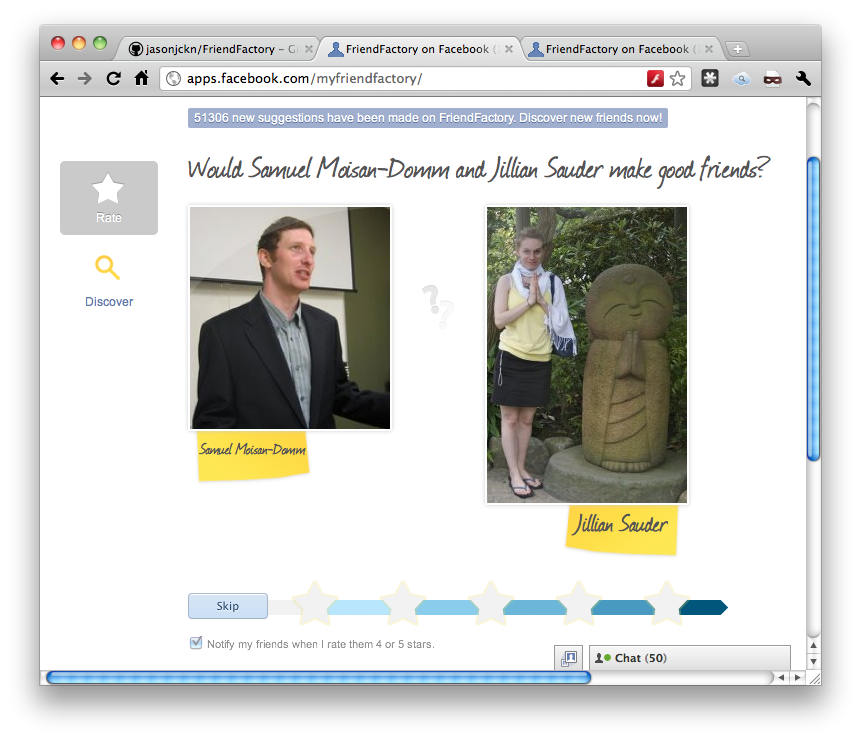 jasonjckn/FriendFactory – G
FriendFactory on Facebook (
FriendFactory on Facebook (
apps.facebook.com/myfriendfactory/
51306 new suggestions have been made on FriendFactory. Discover new friends now!
Would Samuel Moisan-Domm and Jillian Sauder make good friends?
Rate
Discover
??
Samuel Moisan-Domm
Jillian Sauder
Skip
Notify my friends when I rate them 4 or 5 stars.
Chat (50)